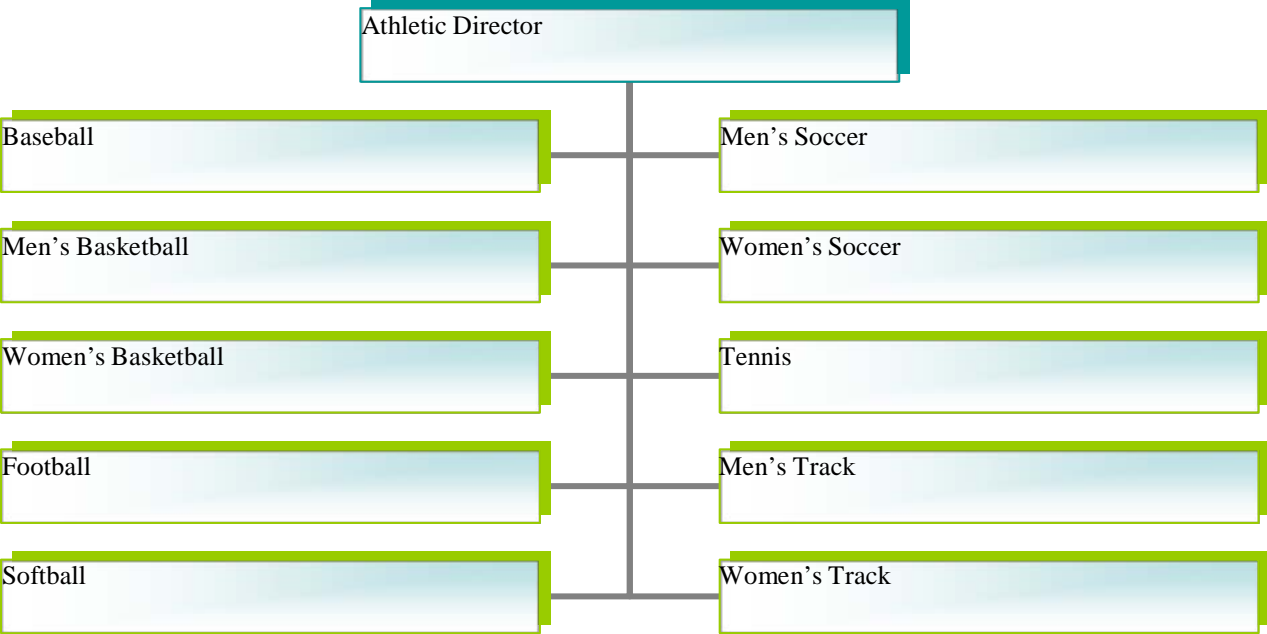 Athletic Director
Baseball
Men’s Soccer
Men’s Basketball
Women’s Soccer
Women’s Basketball
Tennis
Football
Men’s Track
Softball
Women’s Track